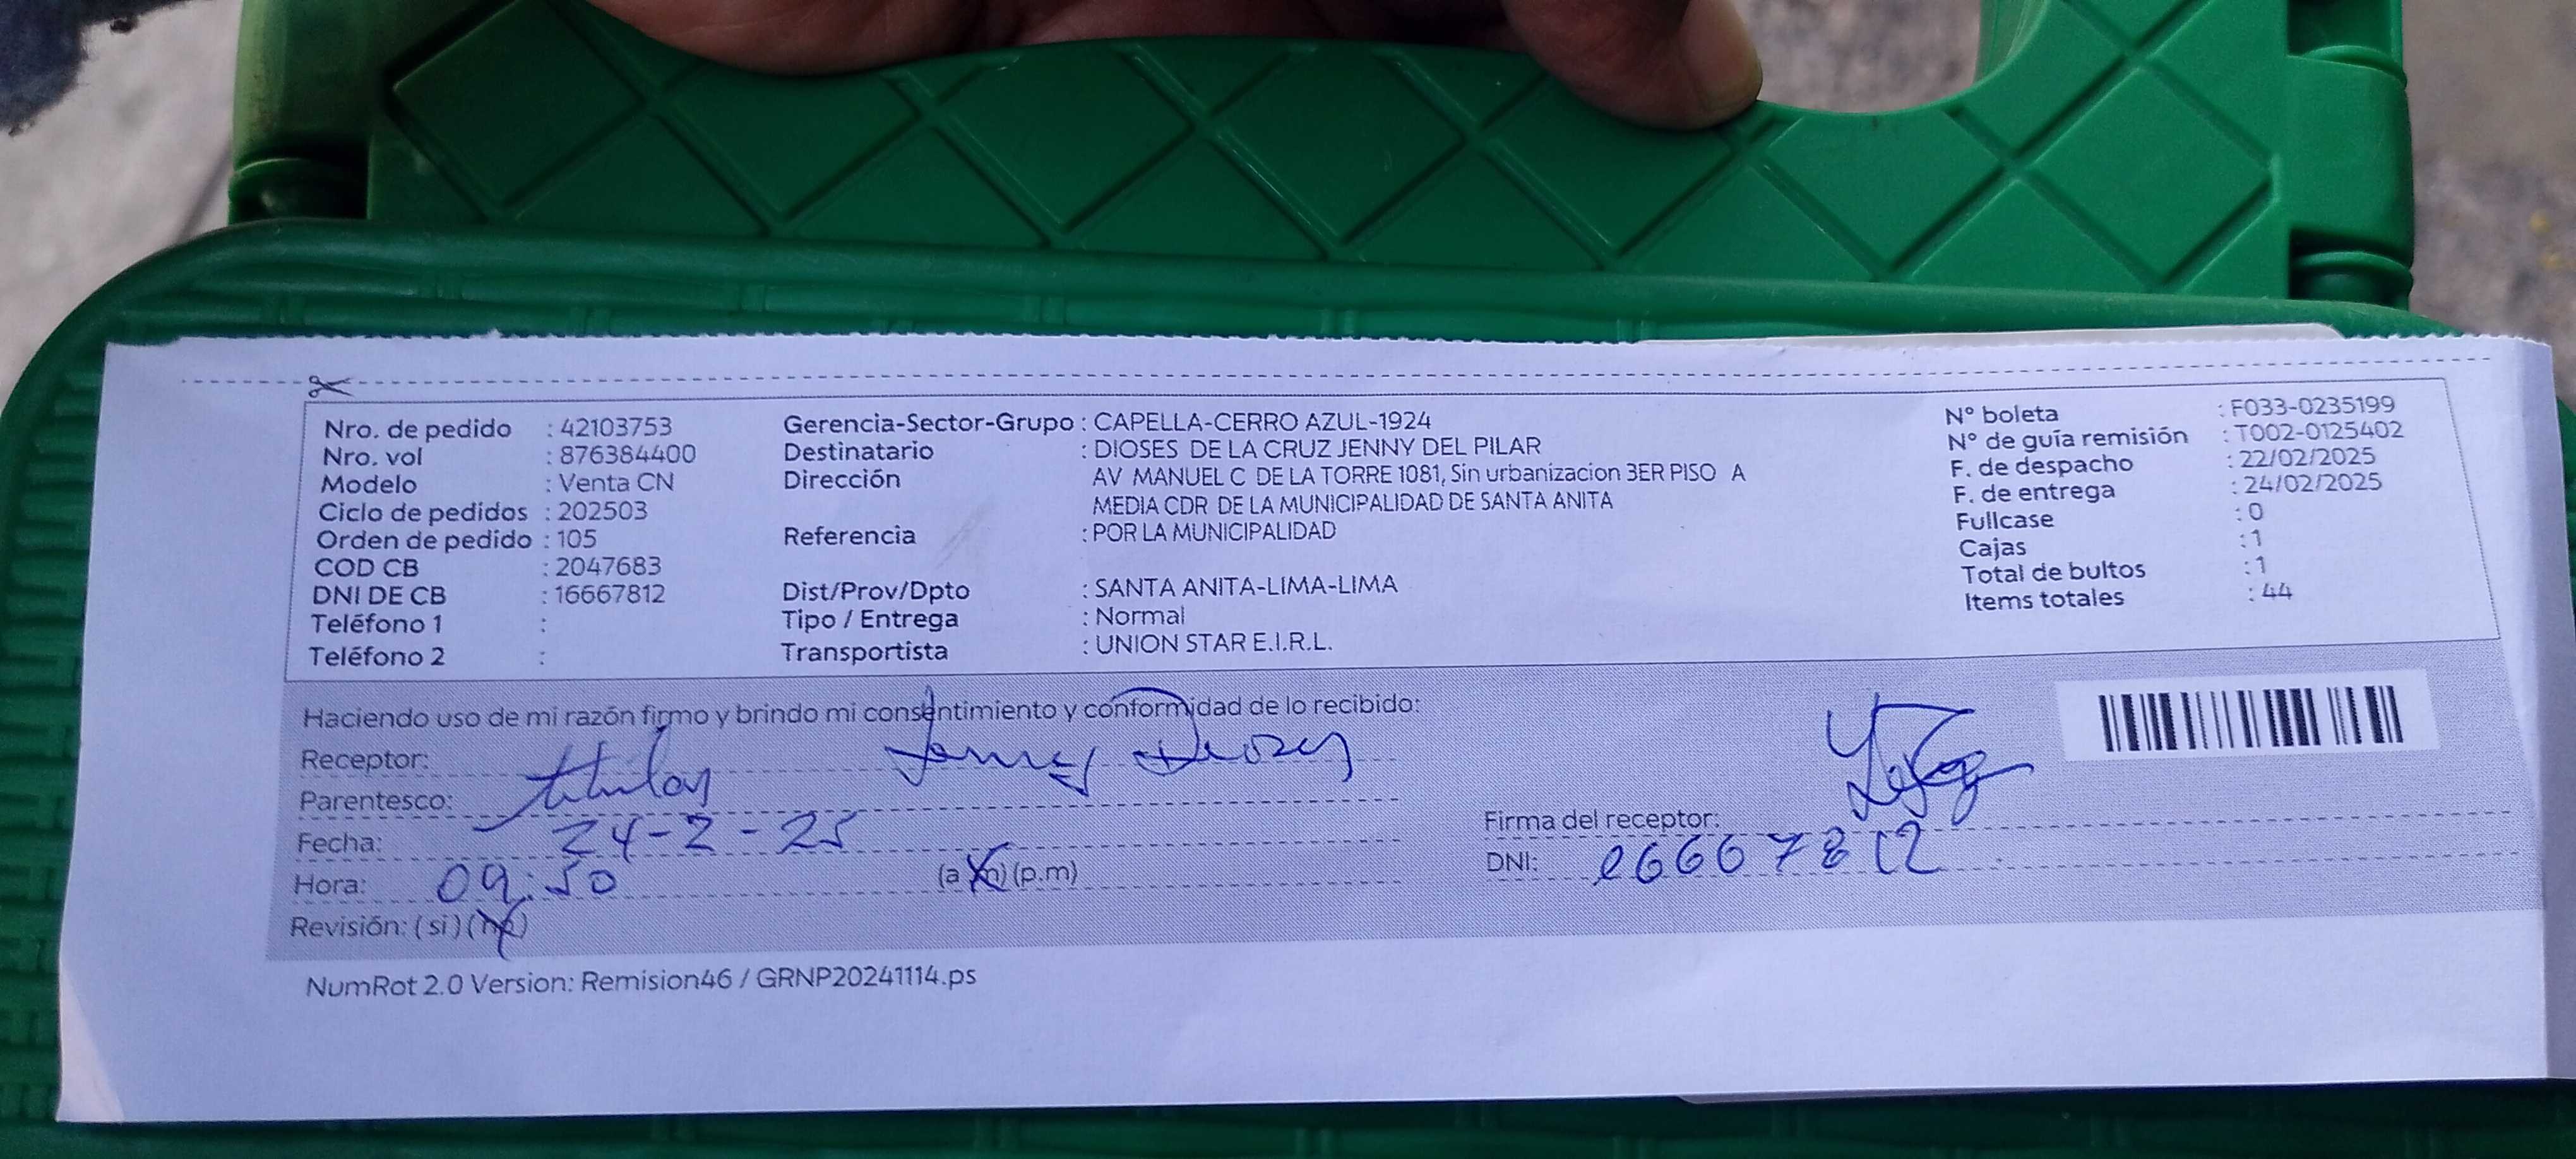 Nro. de pedido : 42103753
Nro. vol : 876384400
Modelo : Venta CN
Ciclo de pedidos : 202503
Orden de pedido : 105
COD CB : 2047683
DNI DE CB : 16667812
Teléfono 1 :
Teléfono 2 :
Gerencia-Sector-Grupo : CAPELLA-CERRO AZUL-1924
Destinatario : DIOSES DE LA CRUZ JENNY DEL PILAR
Dirección AV MANUEL C DE LA TORRE 1081, Sin urbanizacion 3ER PISO A
MEDIA CDR DE LA MUNICIPALIDAD DE SANTA ANITA
Referencia : POR LA MUNICIPALIDAD
Dist/Prov/Dpto : SANTA ANITA-LIMA-LIMA
Tipo / Entrega : Normal
Transportista : UNION STAR E.I.R.L.
N° boleta : F033-0235199
N° de guía remisión : T002-0125402
F. de despacho : 22/02/2025
F. de entrega : 24/02/2025
Fullcase : 0
Cajas : 1
Total de bultos : 1
Items totales : 44
Haciendo uso de mi razón firmo y brindo mi consentimiento y conformidad de lo recibido:
Receptor: Jenny Dioses
Parentesco: titular
Fecha: 24-2-25
Hora: 09:50 (a.m) (p.m)
Revisión: (si) (no)
Firma del receptor:
DNI: 16667812
NumRot 2.0 Version: Remision46 / GRNP20241114.ps